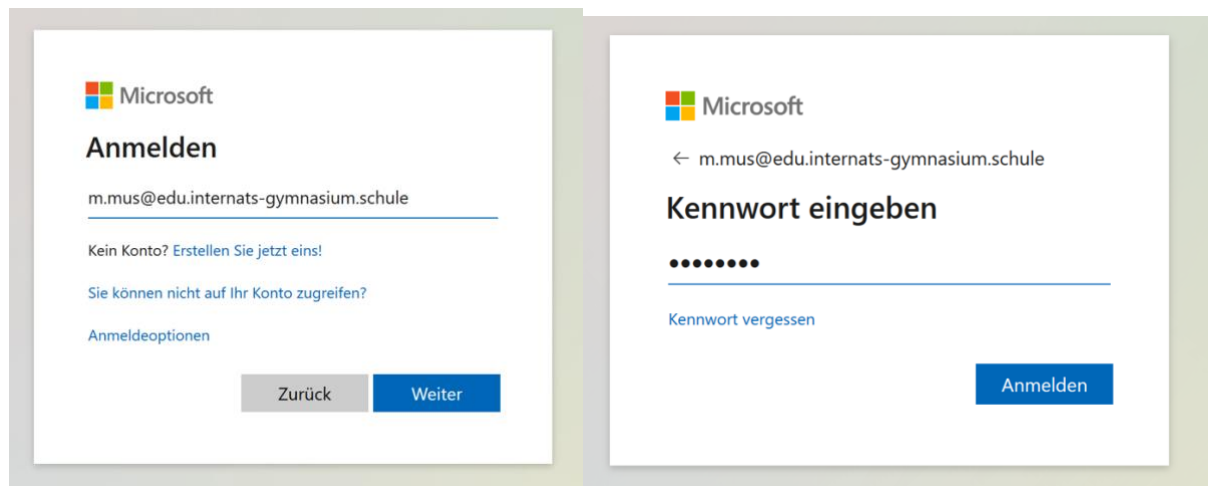 Microsoft
Anmelden
m.mus@edu.internats-gymnasium.schule
Kein Konto? Erstellen Sie jetzt eins!
Sie können nicht auf Ihr Konto zugreifen?
Anmeldeoptionen
Zurück
Weiter
Microsoft
← m.mus@edu.internats-gymnasium.schule
Kennwort eingeben
••••••••
Kennwort vergessen
Anmelden